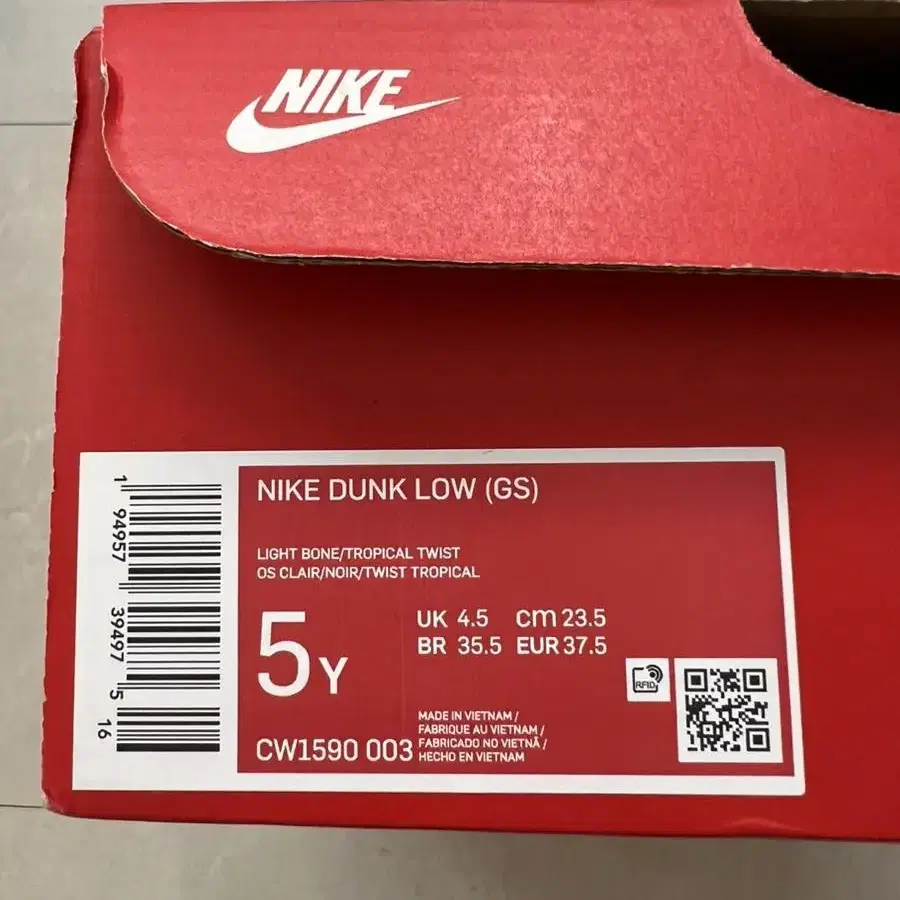 NIKE
NIKE DUNK LOW (GS)
LIGHT BONE/TROPICAL TWIST
OS CLAIR/NOIR/TWIST TROPICAL
5Y
UK 4.5 cm 23.5
BR 35.5 EUR 37.5
RFID
MADE IN VIETNAM /
FABRIQUE AU VIETNAM /
FABRICADO NO VIETNÃ /
HECHO EN VIETNAM
CW1590 003
1 94957 39497 5 16